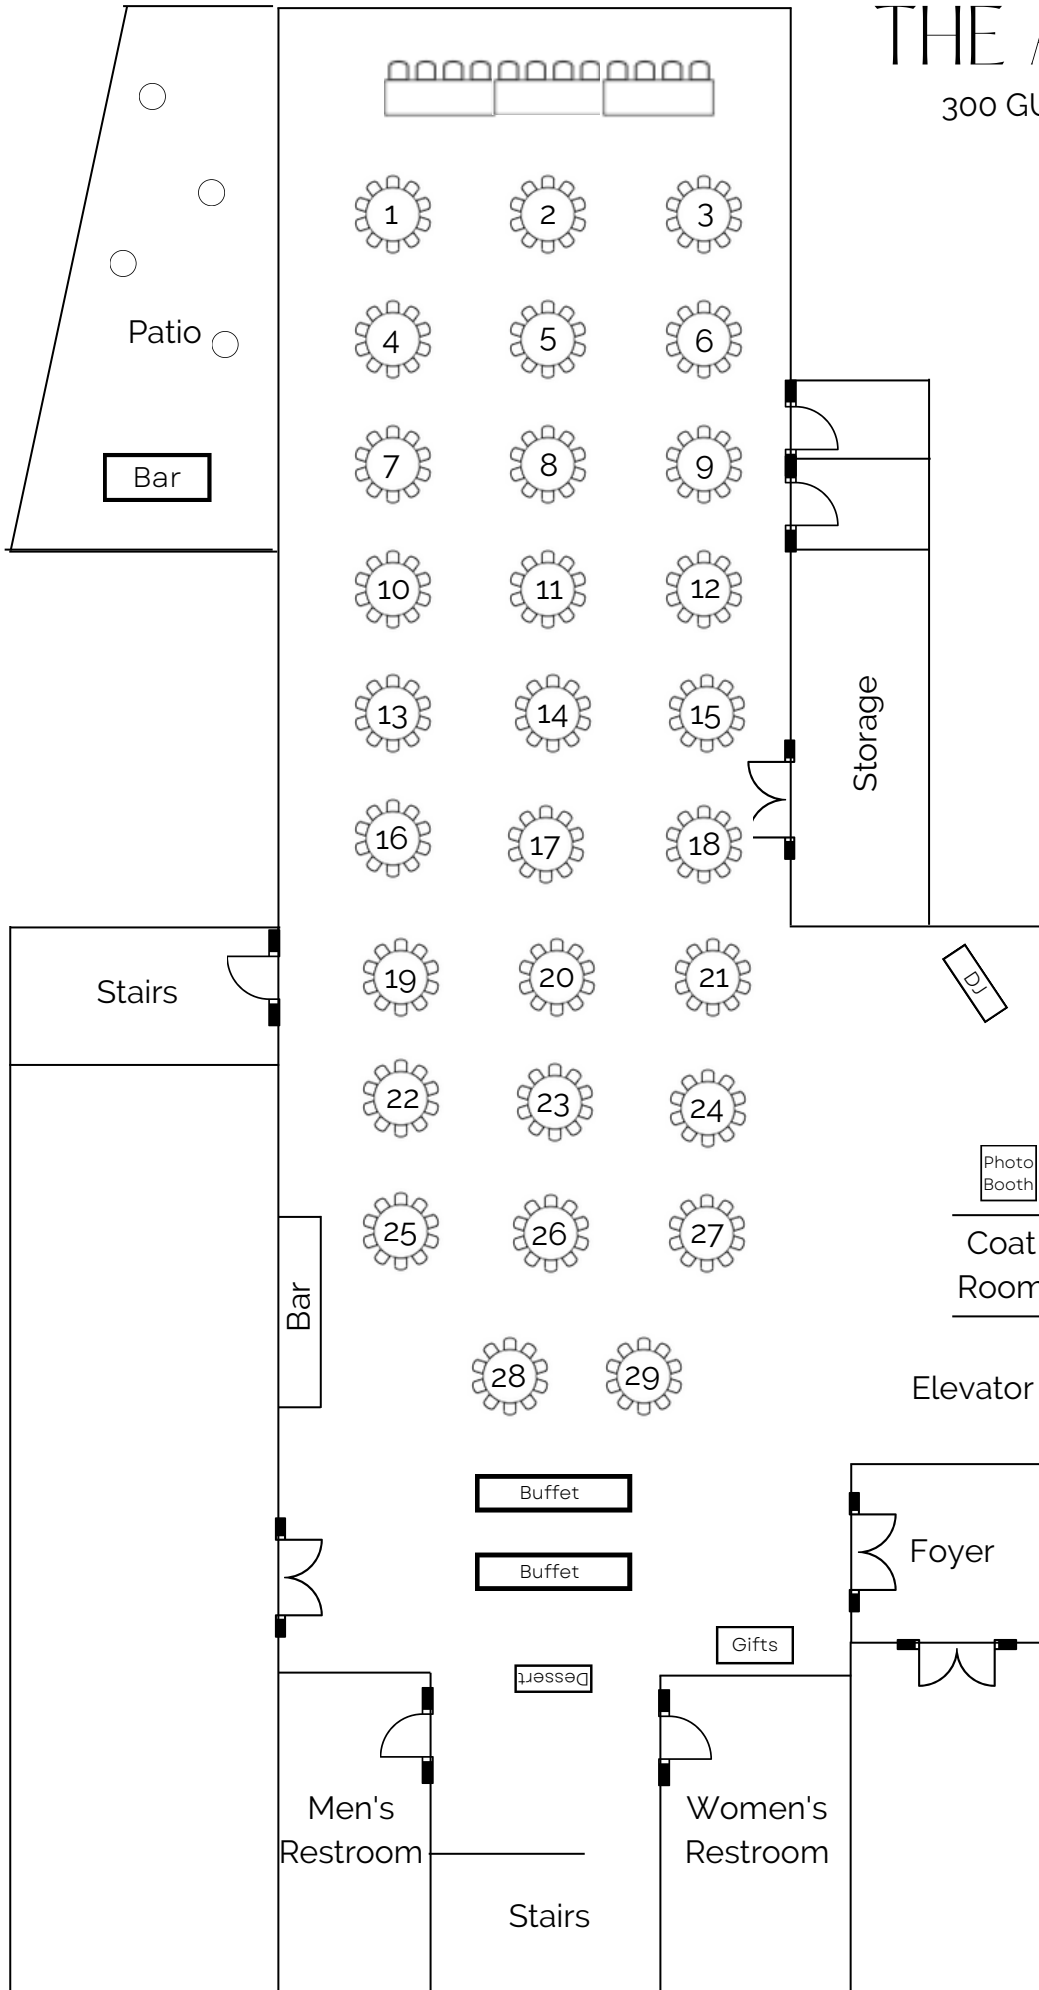 THE
300 GU
1
2
3
4
5
6
Patio
7
8
9
Bar
10
11
12
13
14
15
Storage
16
17
18
19
20
21
Stairs
DJ
22
23
24
Photo
Booth
25
26
27
Coat
Room
Bar
28
29
Elevator
Buffet
Buffet
Foyer
Gifts
Dessert
Men's
Restroom
Women's
Restroom
Stairs